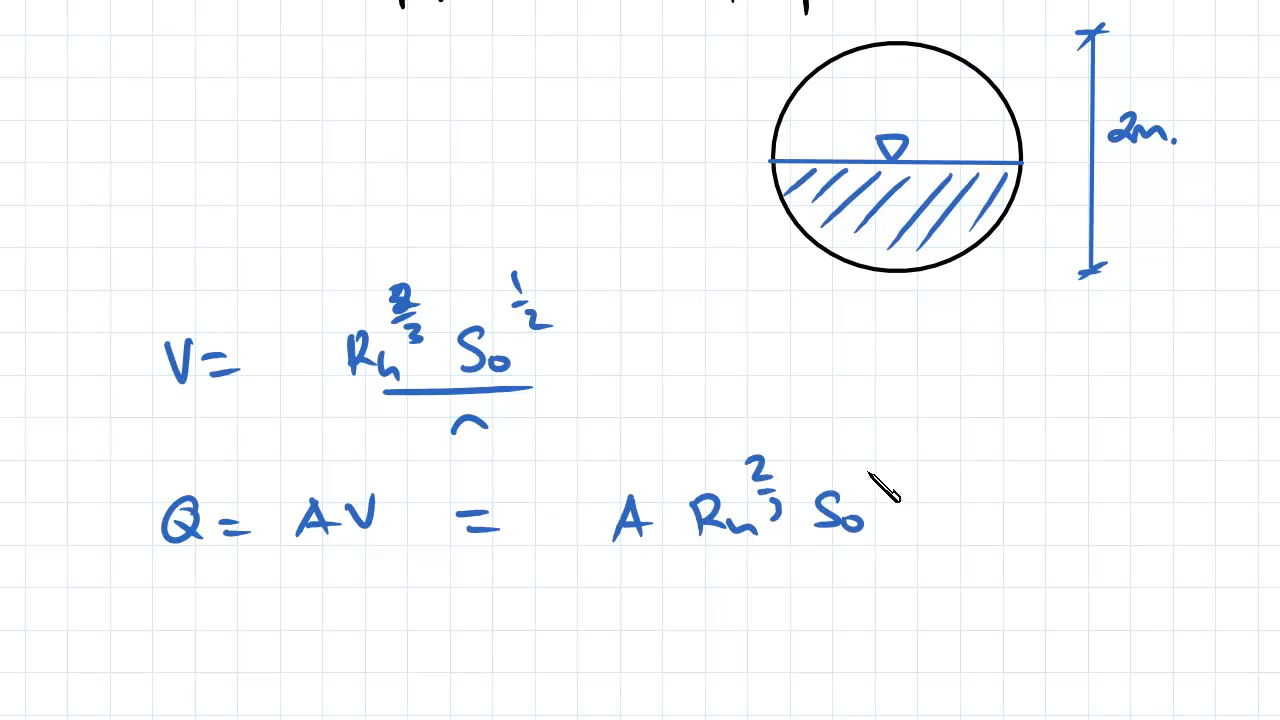 2m.
V = Rh^2/3 So^1/2 / n
Q = AV = A Rh^2/3 So